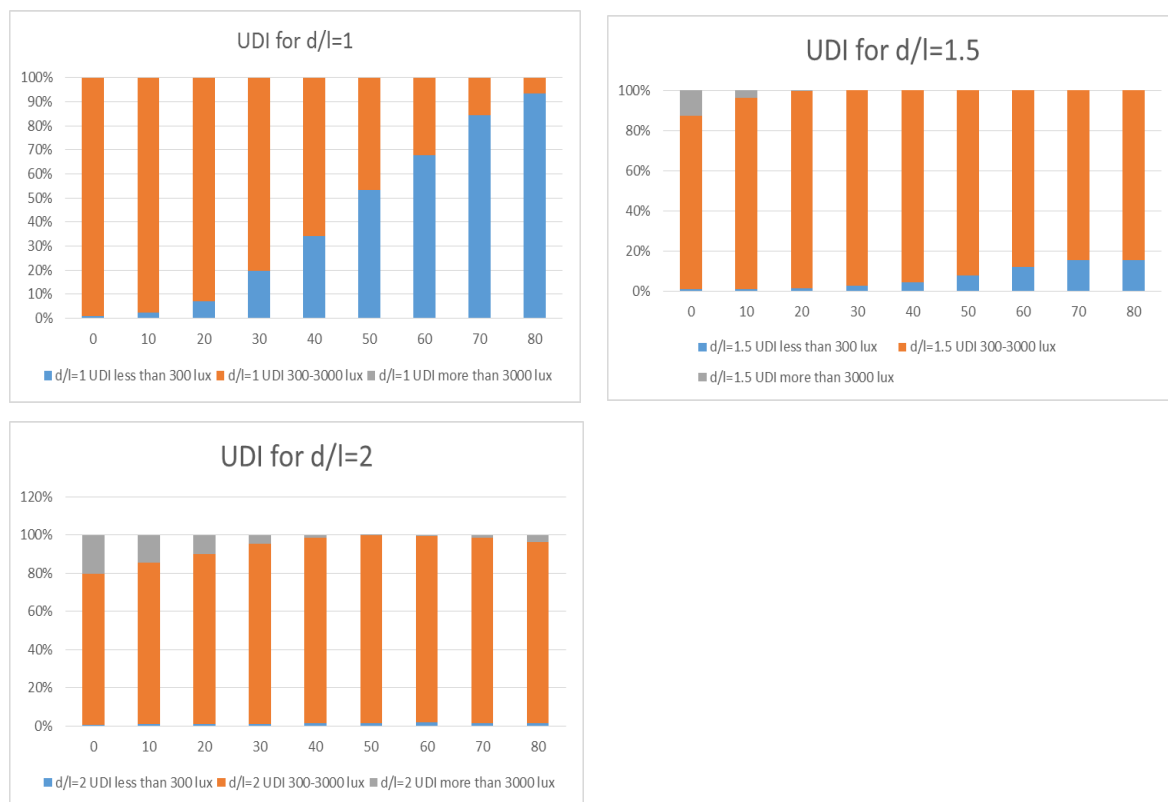 UDI for d/l=1
100%
90%
80%
70%
60%
50%
40%
30%
20%
10%
0%
0 10 20 30 40 50 60 70 80
d/l=1 UDI less than 300 lux d/l=1 UDI 300-3000 lux d/l=1 UDI more than 3000 lux
UDI for d/l=1.5
100%
80%
60%
40%
20%
0%
0 10 20 30 40 50 60 70 80
d/l=1.5 UDI less than 300 lux d/l=1.5 UDI 300-3000 lux
d/l=1.5 UDI more than 3000 lux
UDI for d/l=2
120%
100%
80%
60%
40%
20%
0%
0 10 20 30 40 50 60 70 80
d/l=2 UDI less than 300 lux d/l=2 UDI 300-3000 lux d/l=2 UDI more than 3000 lux